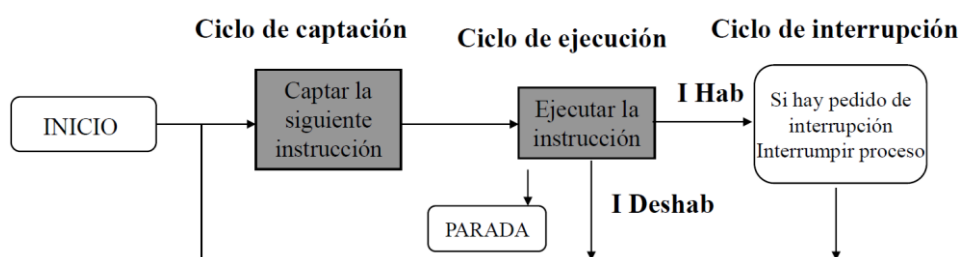 Ciclo de captación
Ciclo de ejecución
Ciclo de interrupción
INICIO
Captar la
siguiente
instrucción
Ejecutar la
instrucción
I Hab
Si hay pedido de
interrupción
Interrumpir proceso
I Deshab
PARADA